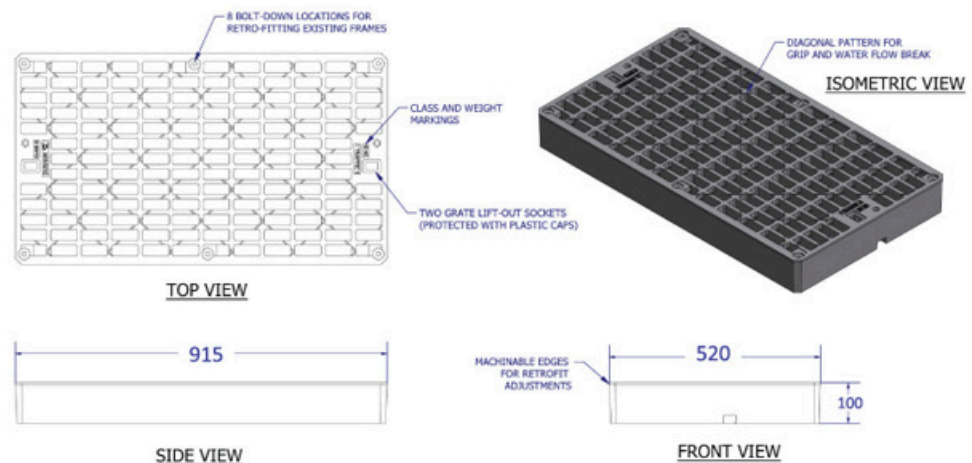 8 BOLT-DOWN LOCATIONS FOR
RETRO-FITTING EXISTING FRAMES
DIAGONAL PATTERN FOR
GRIP AND WATER FLOW BREAK
ISOMETRIC VIEW
CLASS AND WEIGHT
MARKINGS
TWO GRATE LIFT-OUT SOCKETS
(PROTECTED WITH PLASTIC CAPS)
TOP VIEW
915
MACHINABLE EDGES
FOR RETROFIT
ADJUSTMENTS
520
100
SIDE VIEW
FRONT VIEW